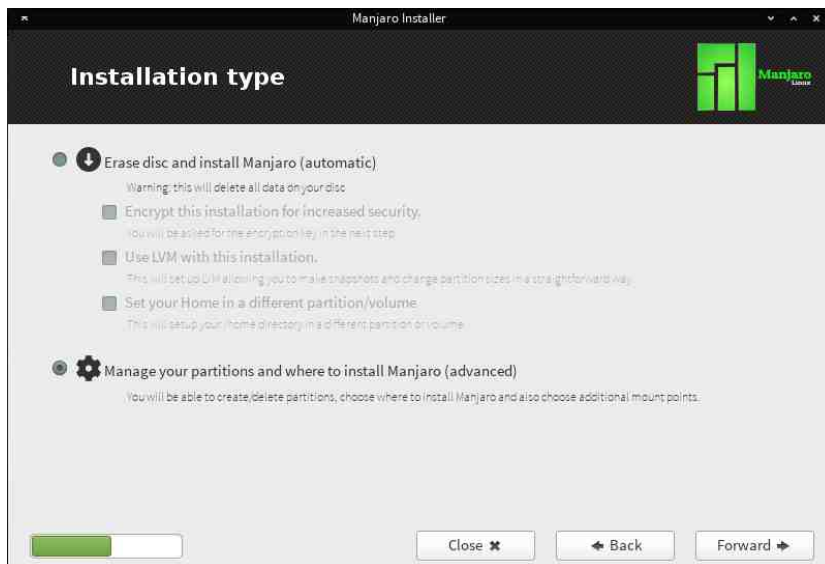 Manjaro Installer
Installation type
Manjaro
Linux
Erase disc and install Manjaro (automatic)
Warning: this will delete all data on your disc
Encrypt this installation for increased security.
You will be asked for the encryption key in the next step
Use LVM with this installation.
This will set up LVM allowing you to make snapshots and change partition sizes in a straightforward way.
Set your Home in a different partition/volume
This will setup your /home directory in a different partition or volume
Manage your partitions and where to install Manjaro (advanced)
You will be able to create/delete partitions, choose where to install Manjaro and also choose additional mount points.
Close
Back
Forward